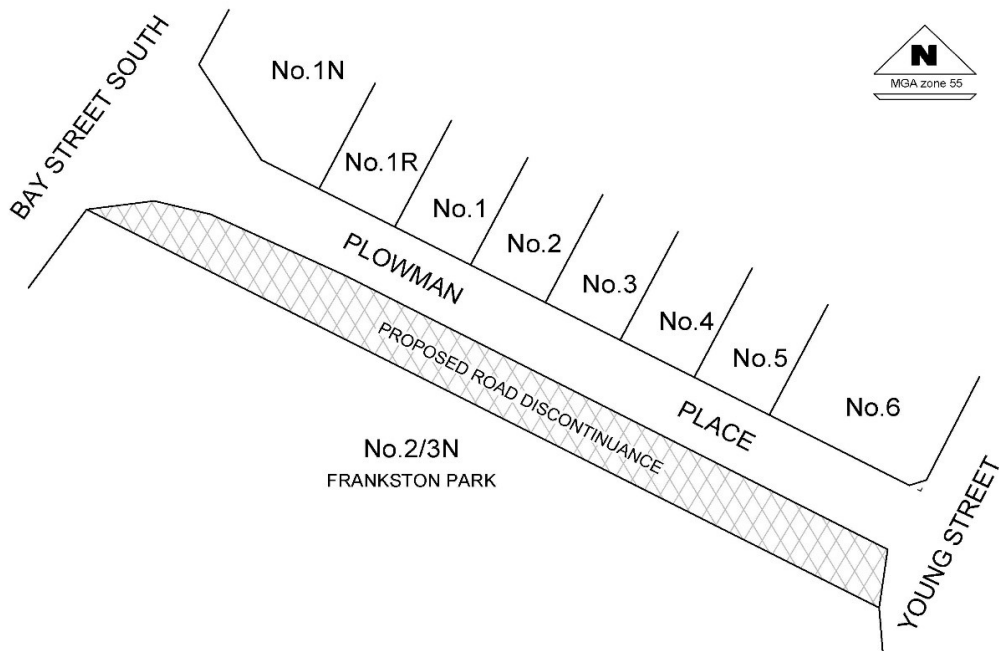 BAY STREET SOUTH
No.1N
No.1R
No.1
No.2
No.3
No.4
No.5
No.6
N
MGA zone 55
PLOWMAN PLACE
PROPOSED ROAD DISCONTINUANCE
No.2/3N
FRANKSTON PARK
YOUNG STREET